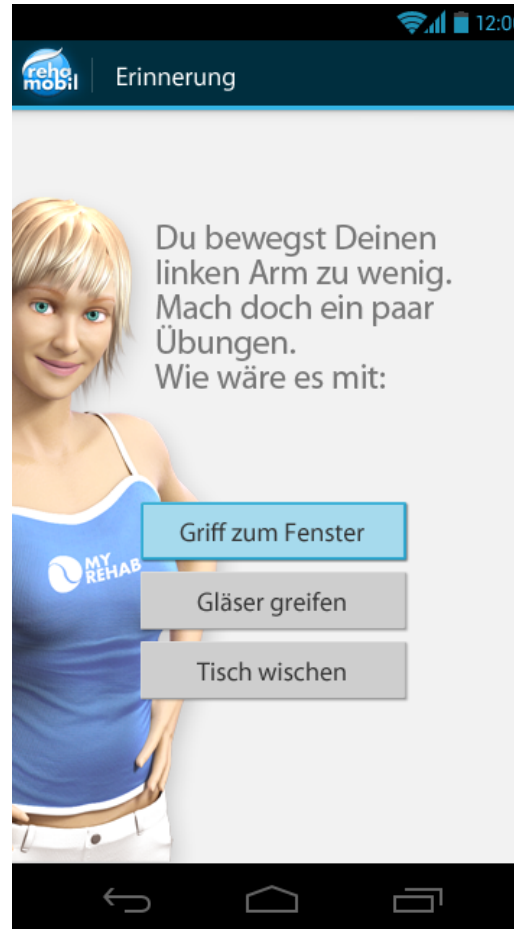 12:0
reha
mobil
Erinnerung
Du bewegst Deinen
linken Arm zu wenig.
Mach doch ein paar
Übungen.
Wie wäre es mit:
Griff zum Fenster
MY
REHAB
Gläser greifen
Tisch wischen